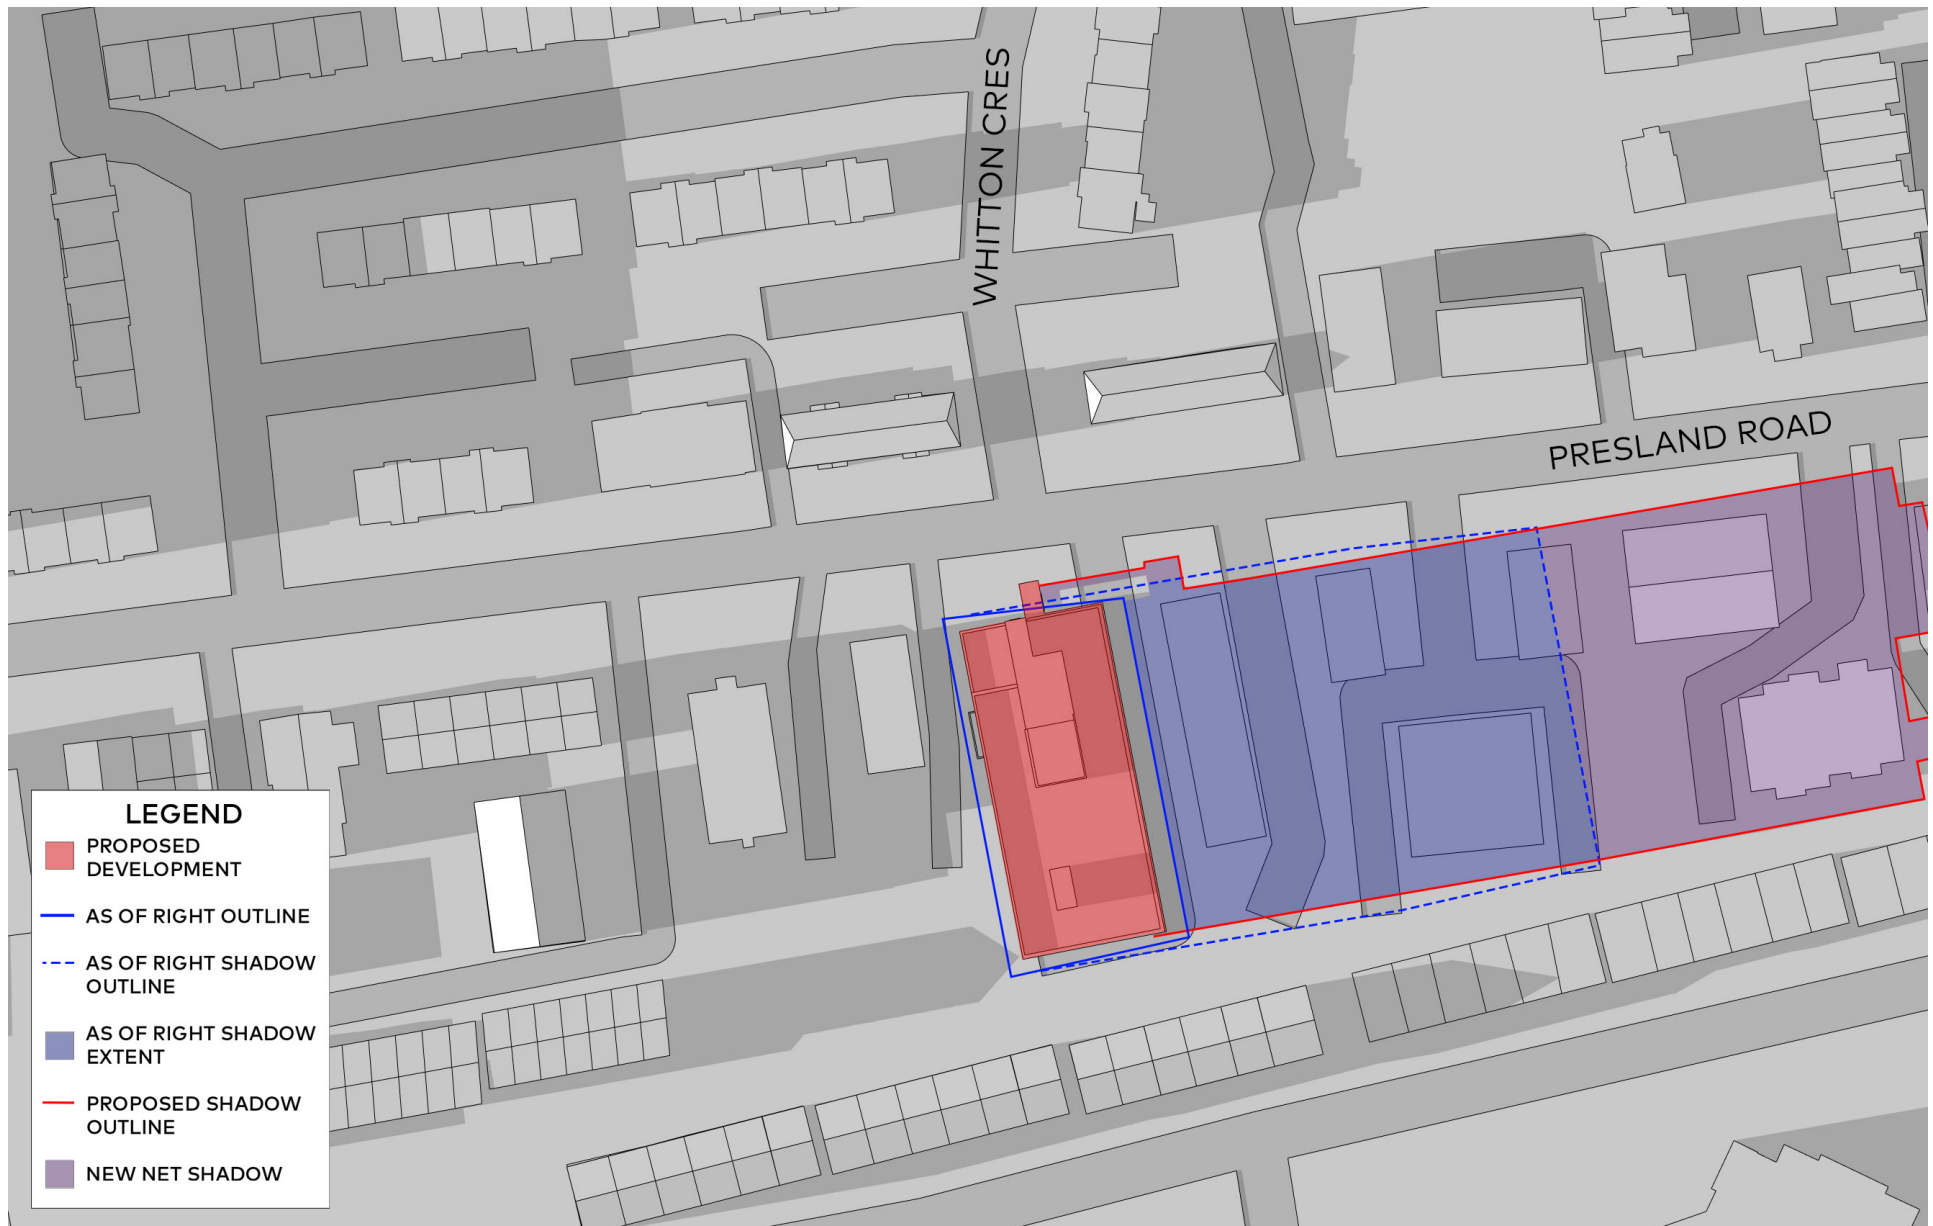 WHITTON CRES
PRESLAND ROAD
LEGEND
PROPOSED
DEVELOPMENT
AS OF RIGHT OUTLINE
AS OF RIGHT SHADOW
OUTLINE
AS OF RIGHT SHADOW
EXTENT
PROPOSED SHADOW
OUTLINE
NEW NET SHADOW